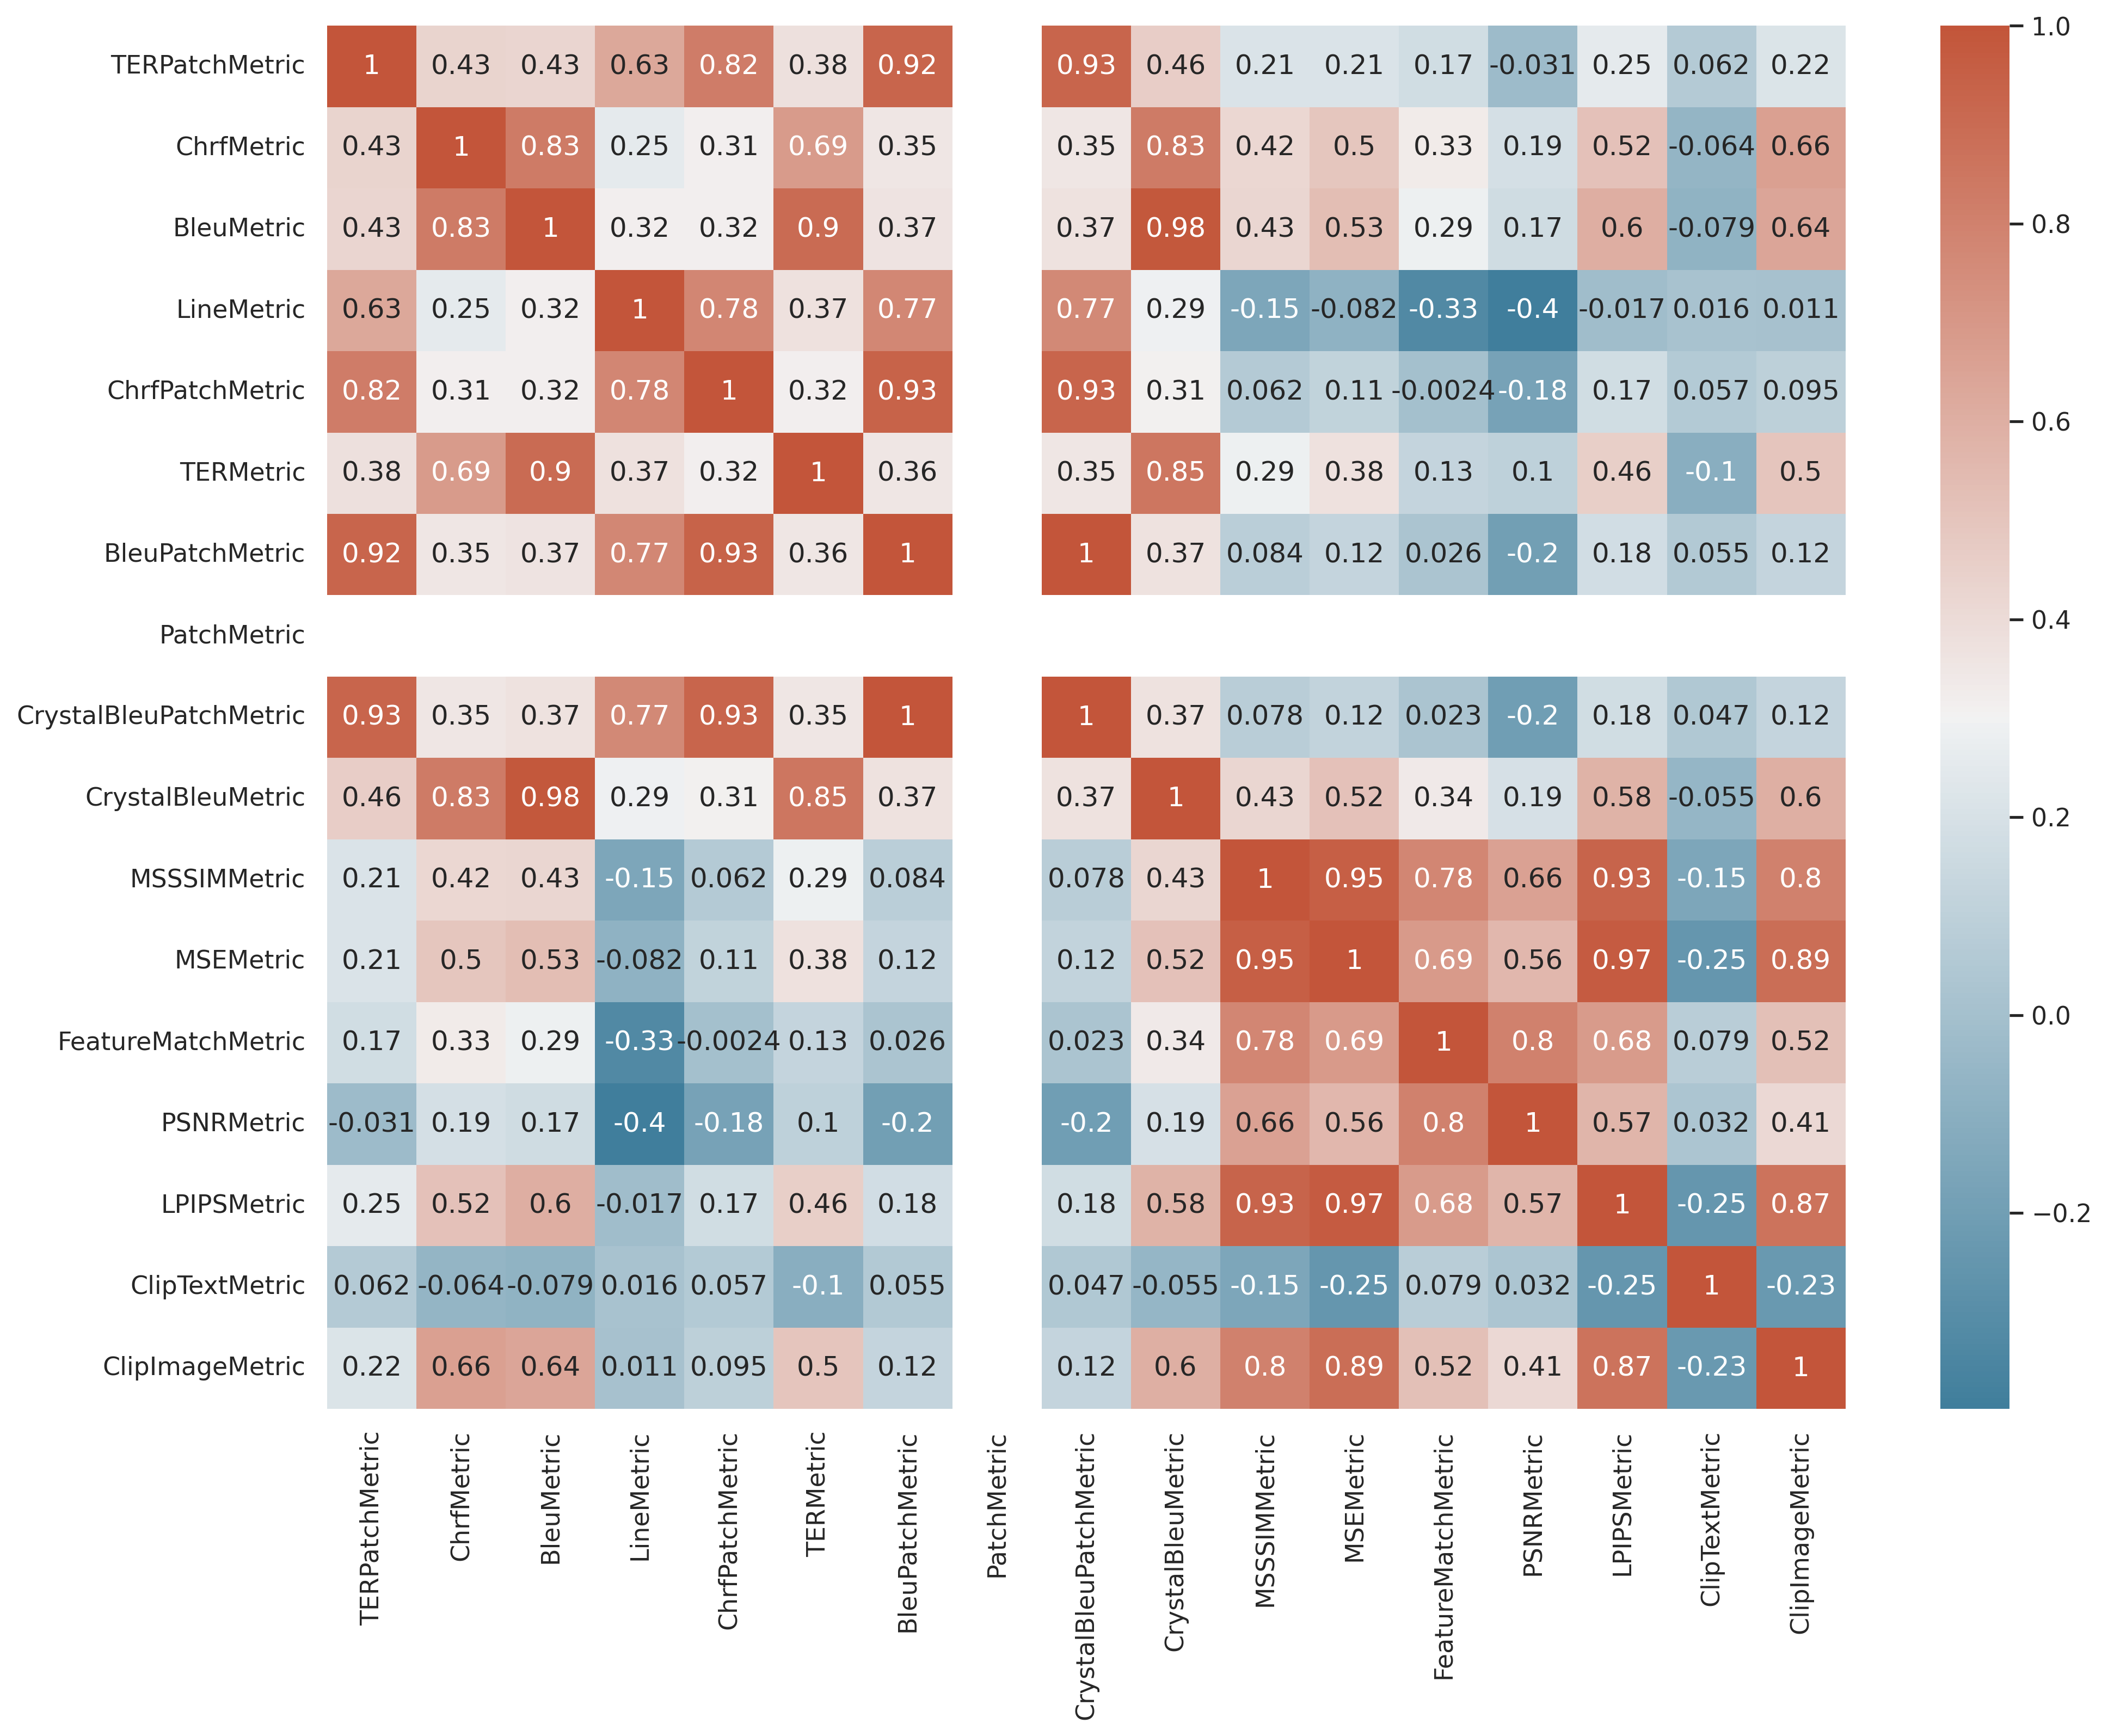 TERPatchMetric 1 0.43 0.43 0.63 0.82 0.38 0.92 0.93 0.46 0.21 0.21 0.17 -0.031 0.25 0.062 0.22
ChrfMetric 0.43 1 0.83 0.25 0.31 0.69 0.35 0.35 0.83 0.42 0.5 0.33 0.19 0.52 -0.064 0.66
BleuMetric 0.43 0.83 1 0.32 0.32 0.9 0.37 0.37 0.98 0.43 0.53 0.29 0.17 0.6 -0.079 0.64
LineMetric 0.63 0.25 0.32 1 0.78 0.37 0.77 0.77 0.29 -0.15 -0.082 -0.33 -0.4 -0.017 0.016 0.011
ChrfPatchMetric 0.82 0.31 0.32 0.78 1 0.32 0.93 0.93 0.31 0.062 0.11 -0.0024 -0.18 0.17 0.057 0.095
TERMetric 0.38 0.69 0.9 0.37 0.32 1 0.36 0.35 0.85 0.29 0.38 0.13 0.1 0.46 -0.1 0.5
BleuPatchMetric 0.92 0.35 0.37 0.77 0.93 0.36 1 1 0.37 0.084 0.12 0.026 -0.2 0.18 0.055 0.12
PatchMetric
CrystalBleuPatchMetric 0.93 0.35 0.37 0.77 0.93 0.35 1 1 0.37 0.078 0.12 0.023 -0.2 0.18 0.047 0.12
CrystalBleuMetric 0.46 0.83 0.98 0.29 0.31 0.85 0.37 0.37 1 0.43 0.52 0.34 0.19 0.58 -0.055 0.6
MSSSIMMetric 0.21 0.42 0.43 -0.15 0.062 0.29 0.084 0.078 0.43 1 0.95 0.78 0.66 0.93 -0.15 0.8
MSEMetric 0.21 0.5 0.53 -0.082 0.11 0.38 0.12 0.12 0.52 0.95 1 0.69 0.56 0.97 -0.25 0.89
FeatureMatchMetric 0.17 0.33 0.29 -0.33 -0.0024 0.13 0.026 0.023 0.34 0.78 0.69 1 0.8 0.68 0.079 0.52
PSNRMetric -0.031 0.19 0.17 -0.4 -0.18 0.1 -0.2 -0.2 0.19 0.66 0.56 0.8 1 0.57 0.032 0.41
LPIPSMetric 0.25 0.52 0.6 -0.017 0.17 0.46 0.18 0.18 0.58 0.93 0.97 0.68 0.57 1 -0.25 0.87
ClipTextMetric 0.062 -0.064 -0.079 0.016 0.057 -0.1 0.055 0.047 -0.055 -0.15 -0.25 0.079 0.032 -0.25 1 -0.23
ClipImageMetric 0.22 0.66 0.64 0.011 0.095 0.5 0.12 0.12 0.6 0.8 0.89 0.52 0.41 0.87 -0.23 1
TERPatchMetric
ChrfMetric
BleuMetric
LineMetric
ChrfPatchMetric
TERMetric
BleuPatchMetric
PatchMetric
CrystalBleuPatchMetric
CrystalBleuMetric
MSSSIMMetric
MSEMetric
FeatureMatchMetric
PSNRMetric
LPIPSMetric
ClipTextMetric
ClipImageMetric
1.0
0.8
0.6
0.4
0.2
0.0
−0.2